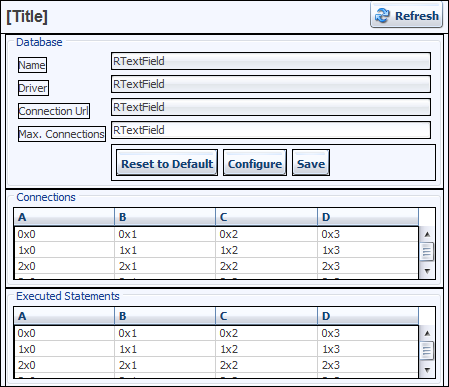 [Title] Refresh
Database
Name RTextField
Driver RTextField
Connection Url RTextField
Max. Connections RTextField
Reset to Default Configure Save
Connections
A B C D
0x0 0x1 0x2 0x3
1x0 1x1 1x2 1x3
2x0 2x1 2x2 2x3
Executed Statements
A B C D
0x0 0x1 0x2 0x3
1x0 1x1 1x2 1x3
2x0 2x1 2x2 2x3